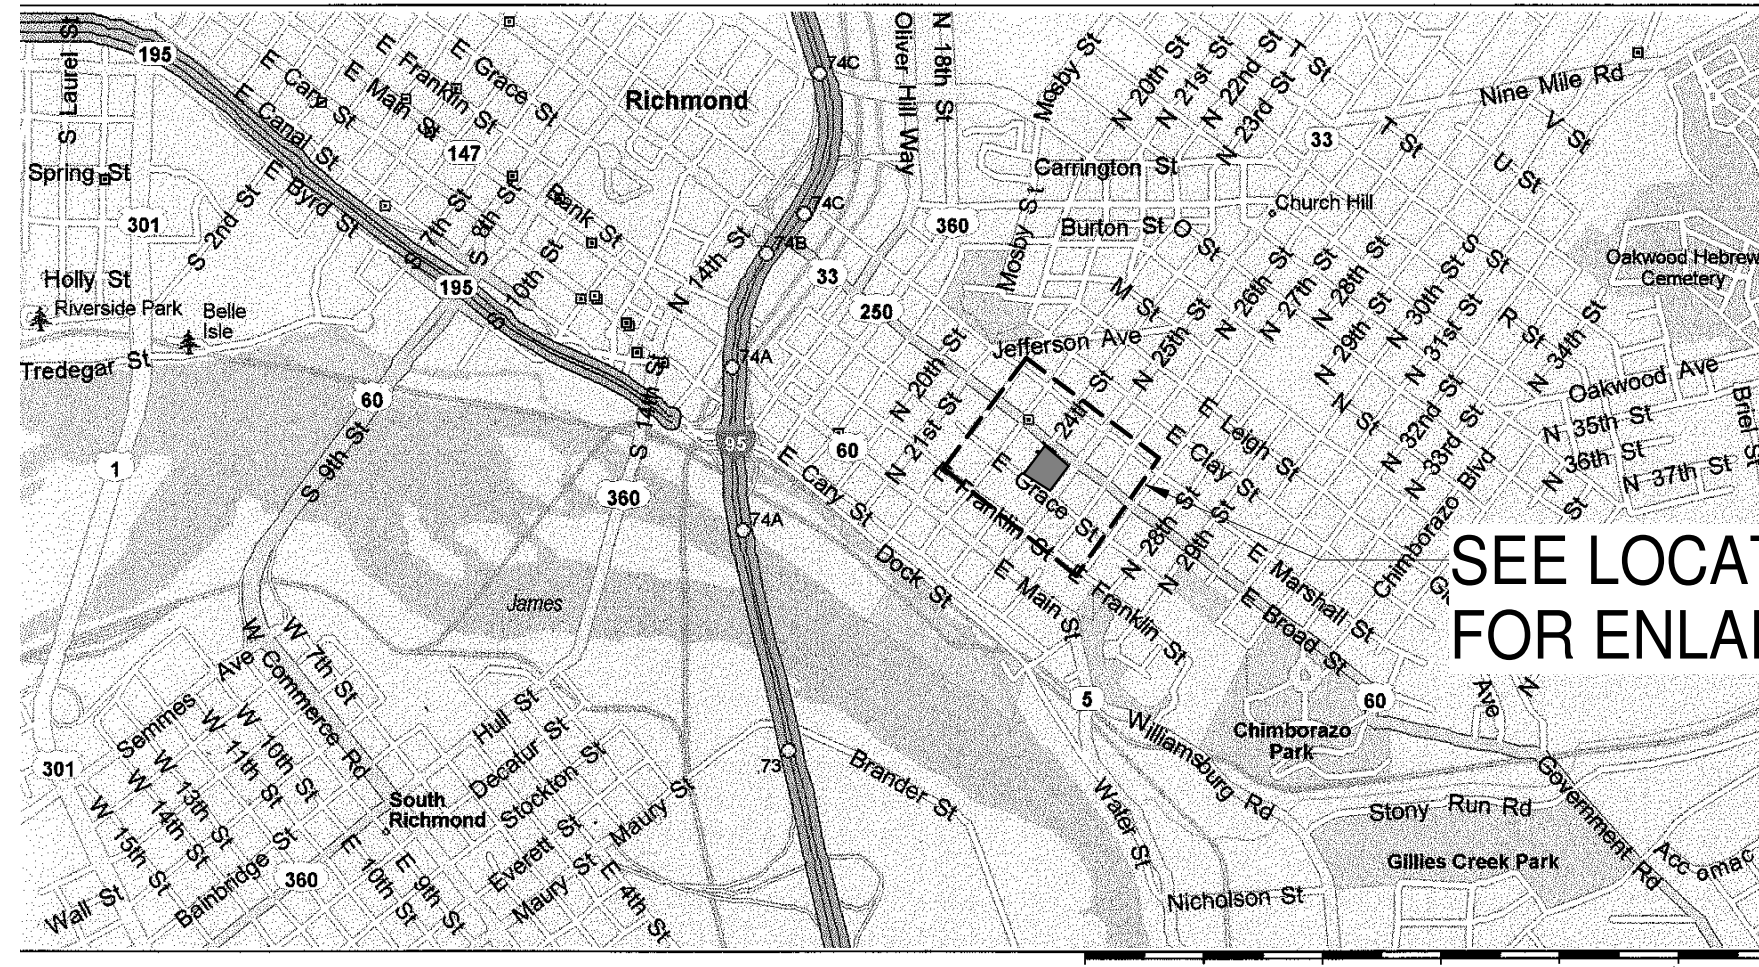 S Laurel St
195
E Cary St
E Franklin St
E Grace St
E Main St
E Canal St
147
Richmond
74C
Oliver Hill Way
N 18th St
Mosby St
N 20th St
N 21st St
N 22nd St
N 23rd St
T St
Nine Mile Rd
V St
33
T St
U St
Spring St
E Byrd St
Carrington St
Church Hill
301
S 2nd St
S 7th St
S 8th St
Bank St
74C
360
Mosby St
Burton St
O St
Holly St
S 10th St
N 14th St
74B
33
M St
N 25th St
N 26th St
N 27th St
N 28th St
N 29th St
N 30th St
S St
N 31st St
R St
N 34th St
Oakwood Hebrew
Cemetery
Riverside Park
Belle
Isle
195
250
Jefferson Ave
Tredegar St
74A
N 20th St
24th St
Oakwood Ave
Brier St
60
S 14th St
N 21st St
60
E Leigh St
E Clay St
N St
N 32nd St
N 33rd St
N 35th St
N 36th St
N 37th St
1
S 9th St
360
E Cary St
E Grace St
E Franklin St
N 28th St
N 29th St
Chimborazo Blvd
74A
Dock St
E Main St
E Franklin St
E Marshall St
E Broad St
SEE LOCAT
FOR ENLAR
James
W 7th St
Semmes Ave
W Commerce Rd
5
60
Ave
N
Hull St
Decatur St
Stockton St
Williamsburg Rd
Chimborazo
Park
301
W 10th St
W 11th St
W 13th St
W 14th St
W 15th St
73
Brander St
Water St
Stony Run Rd
Government Rd
South
Richmond
Everett St
Maury St
Maury St
Gillies Creek Park
Accomac
Bainbridge St
360
E 10th St
E 9th St
E 4th St
Wall St
Nicholson St